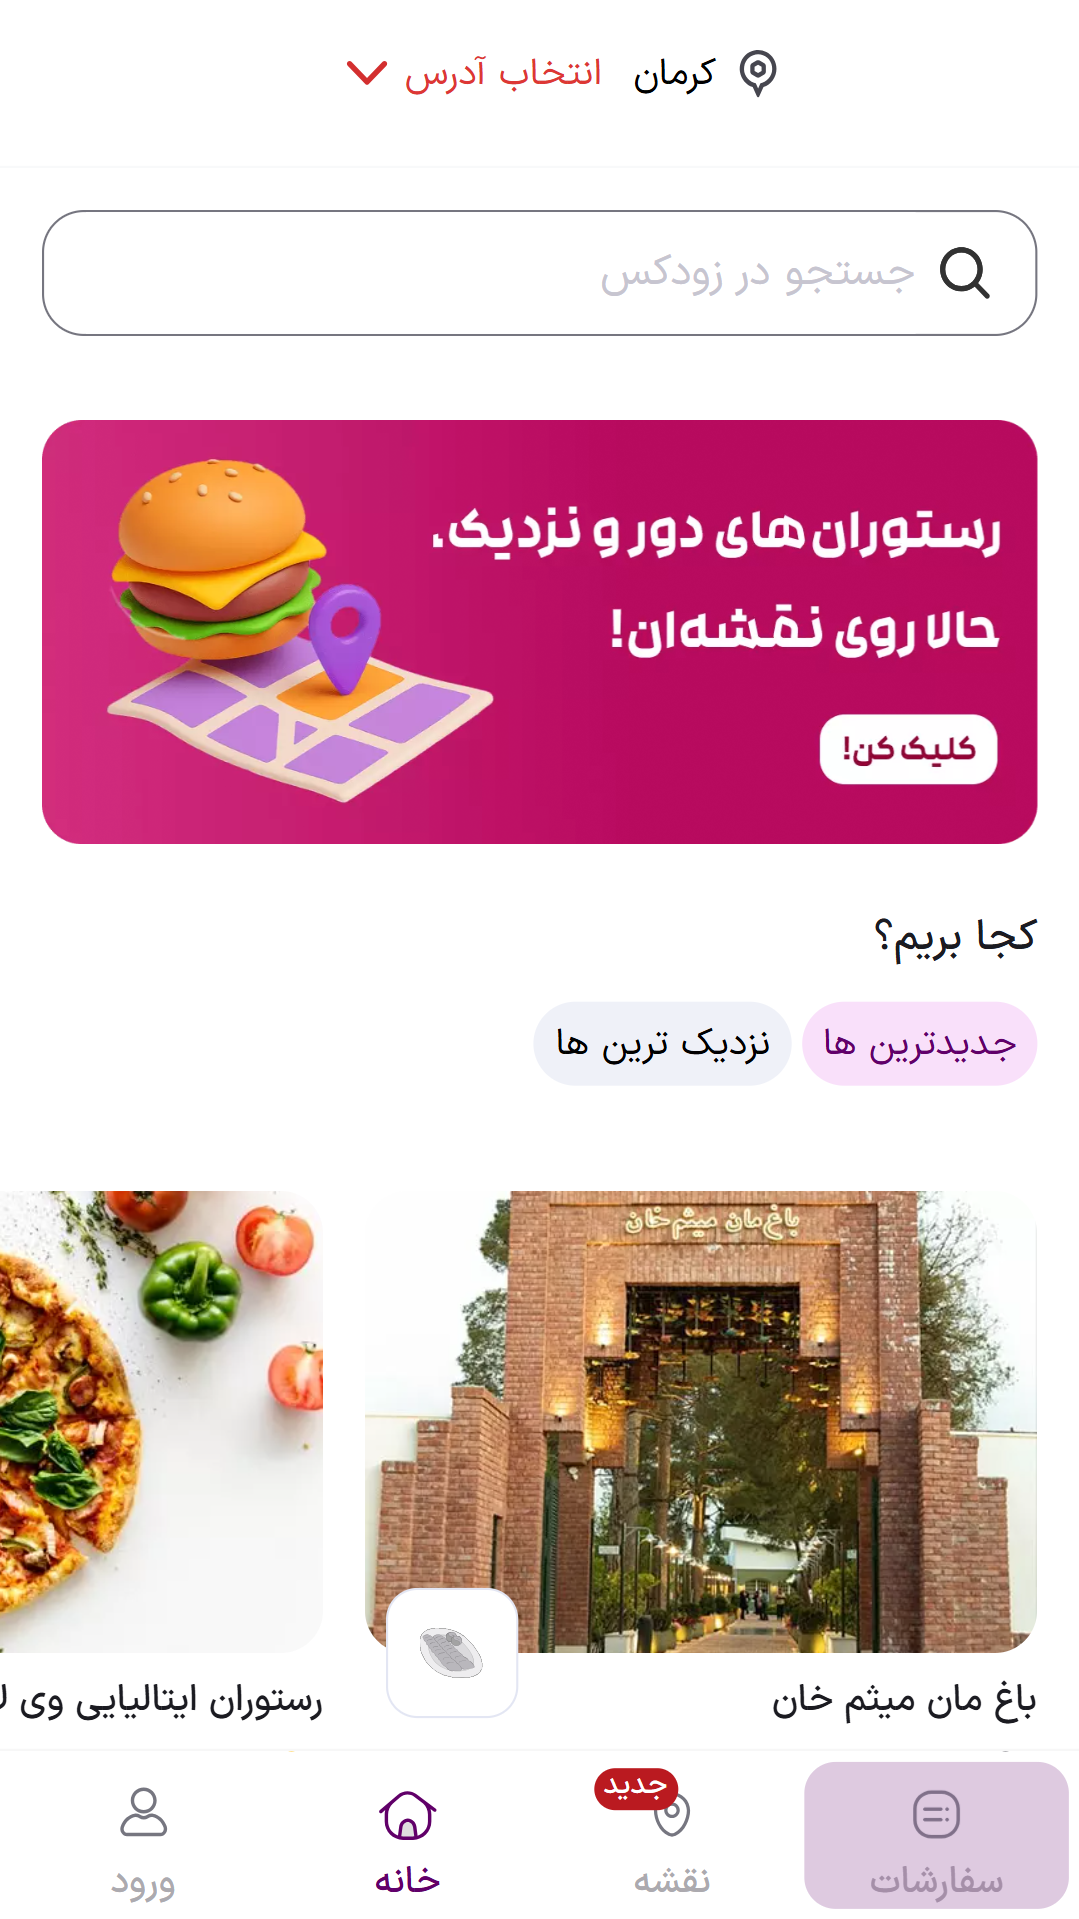 کرمان انتخاب آدرس
جستجو در زودکس
رستوران‌های دور و نزدیک،
حالا روی نقشه‌ان!
کلیک کن!
کجا بریم؟
جدیدترین ها
نزدیک ترین ها
باغ مان میثم خان
باغ مان میثم خان
رستوران ایتالیایی وی
جدید
سفارشات
نقشه
خانه
ورود